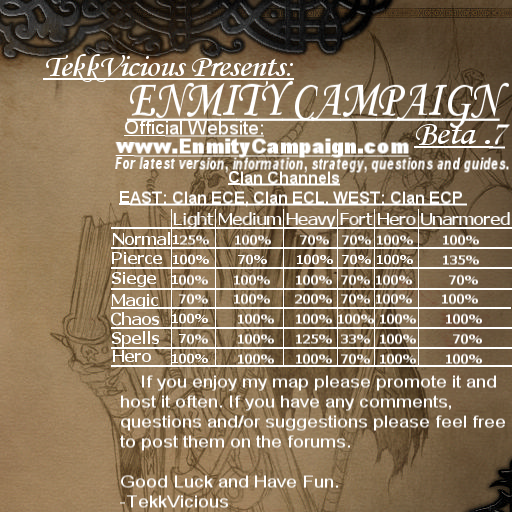 TekkVicious Presents:
ENMITY CAMPAIGN
Official Website:
Beta .7
www.EnmityCampaign.com
For latest version, information, strategy, questions and guides.
Clan Channels
EAST: Clan ECE, Clan ECL. WEST: Clan ECP
Light Medium Heavy Fort Hero Unarmored
Normal 125% 100% 70% 70% 100% 100%
Pierce 100% 70% 100% 70% 100% 135%
Siege 100% 100% 100% 70% 100% 70%
Magic 70% 100% 200% 70% 100% 100%
Chaos 100% 100% 100% 100% 100% 100%
Spells 70% 100% 125% 33% 100% 70%
Hero 100% 100% 100% 70% 100% 100%
If you enjoy my map please promote it and
host it often. If you have any comments,
questions and/or suggestions please feel free
to post them on the forums.
Good Luck and Have Fun.
-TekkVicious